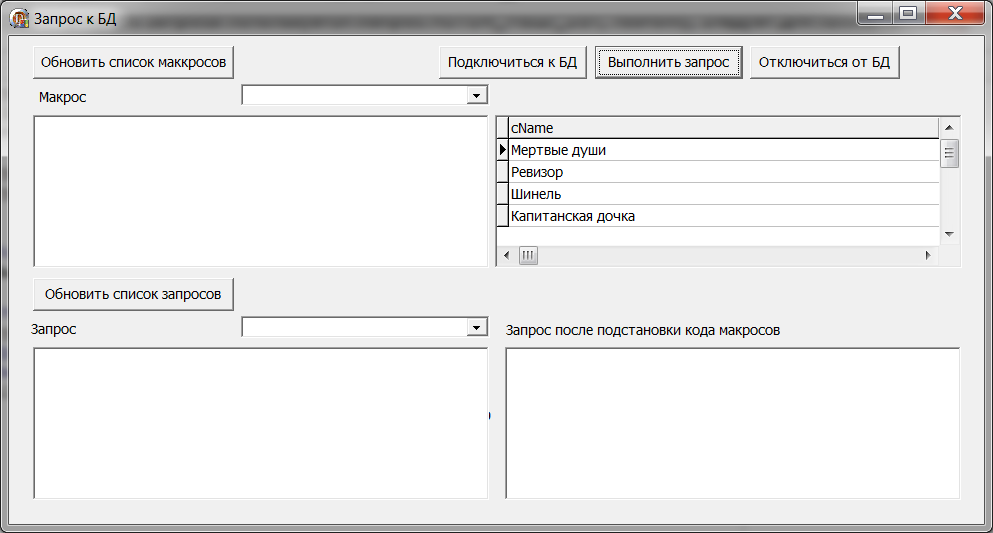 Запрос к БД
Обновить список маккросов
Подключиться к БД
Выполнить запрос
Отключиться от БД
Макрос
cName
Мертвые души
Ревизор
Шинель
Капитанская дочка
Обновить список запросов
Запрос
Запрос после подстановки кода макросов